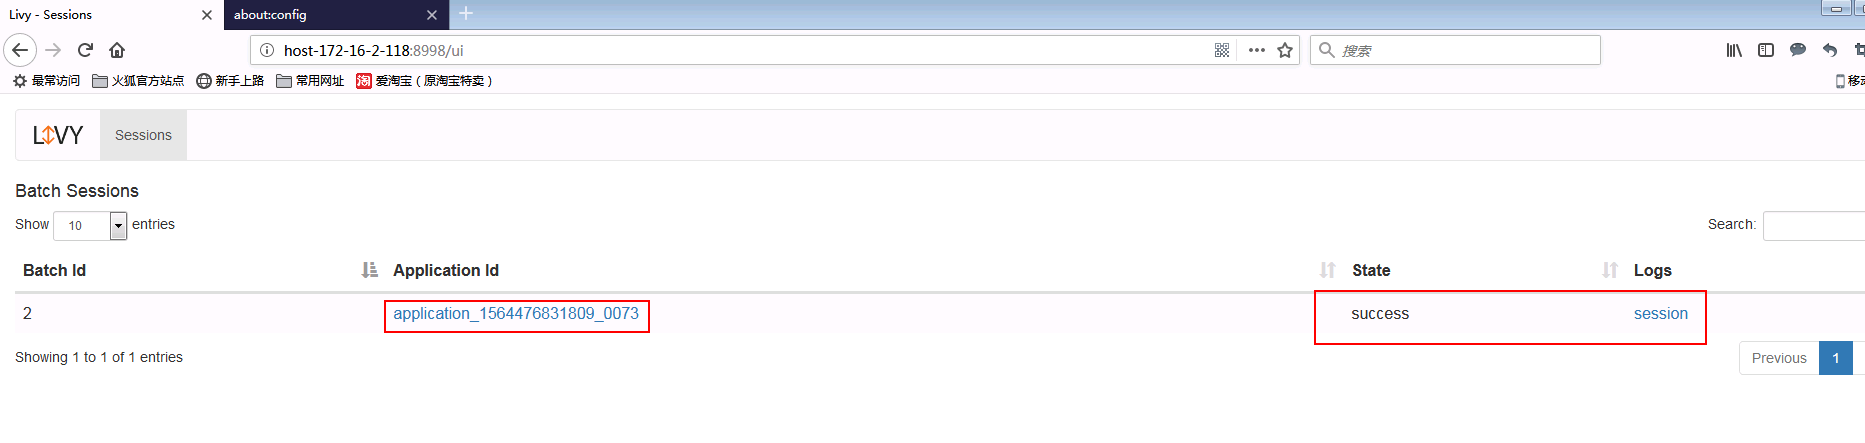 Livy - Sessions about:config
host-172-16-2-118:8998/ui 搜索
最常访问 火狐官方站点 新手上路 常用网址 淘 爱淘宝（原淘宝特卖）
LIVY Sessions
Batch Sessions
Show 10 entries Search:
Batch Id Application Id State Logs
2 application_1564476831809_0073 success session
Showing 1 to 1 of 1 entries Previous 1